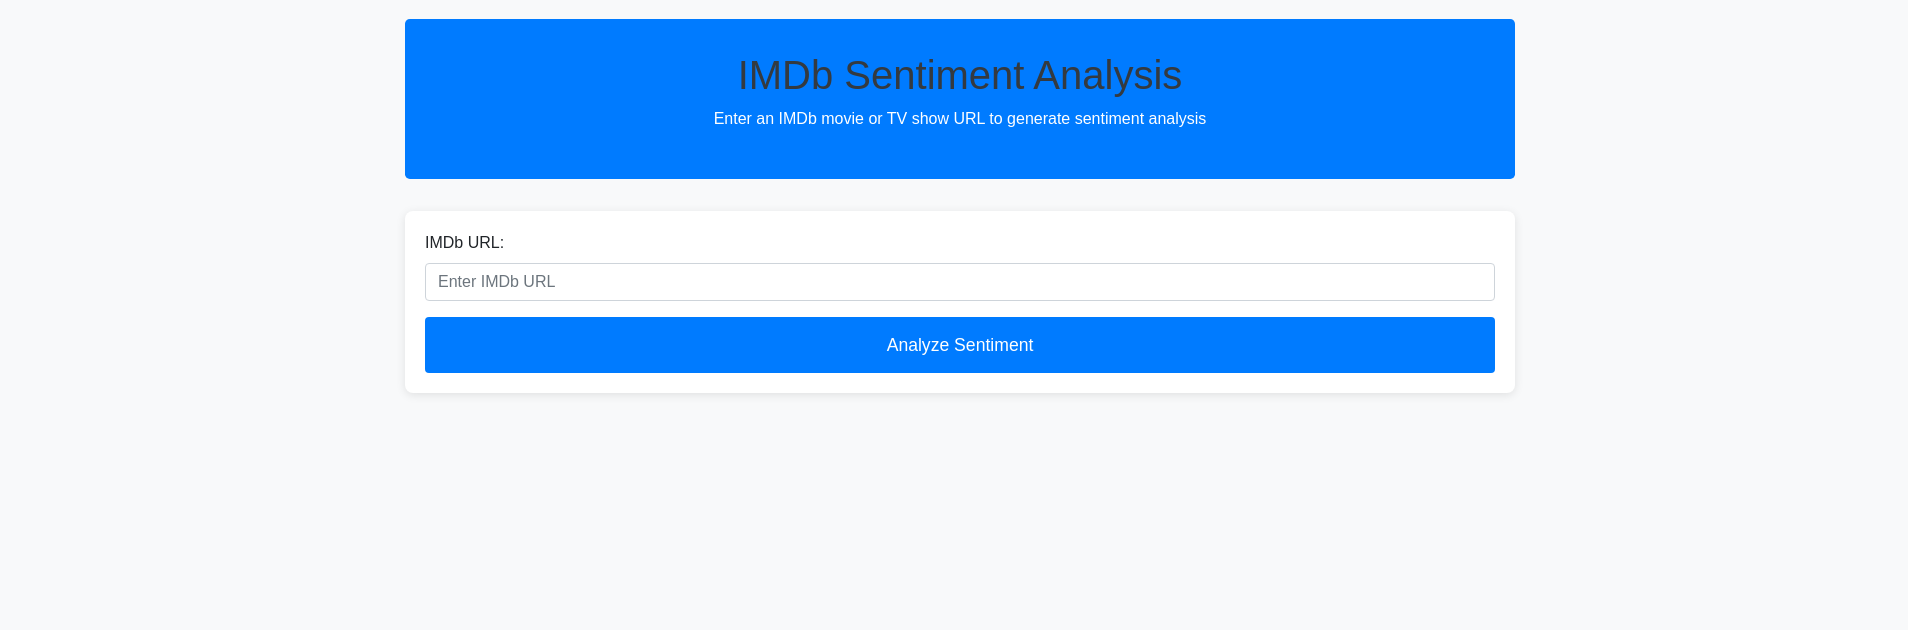 IMDb Sentiment Analysis
Enter an IMDb movie or TV show URL to generate sentiment analysis
IMDb URL:
Enter IMDb URL
Analyze Sentiment